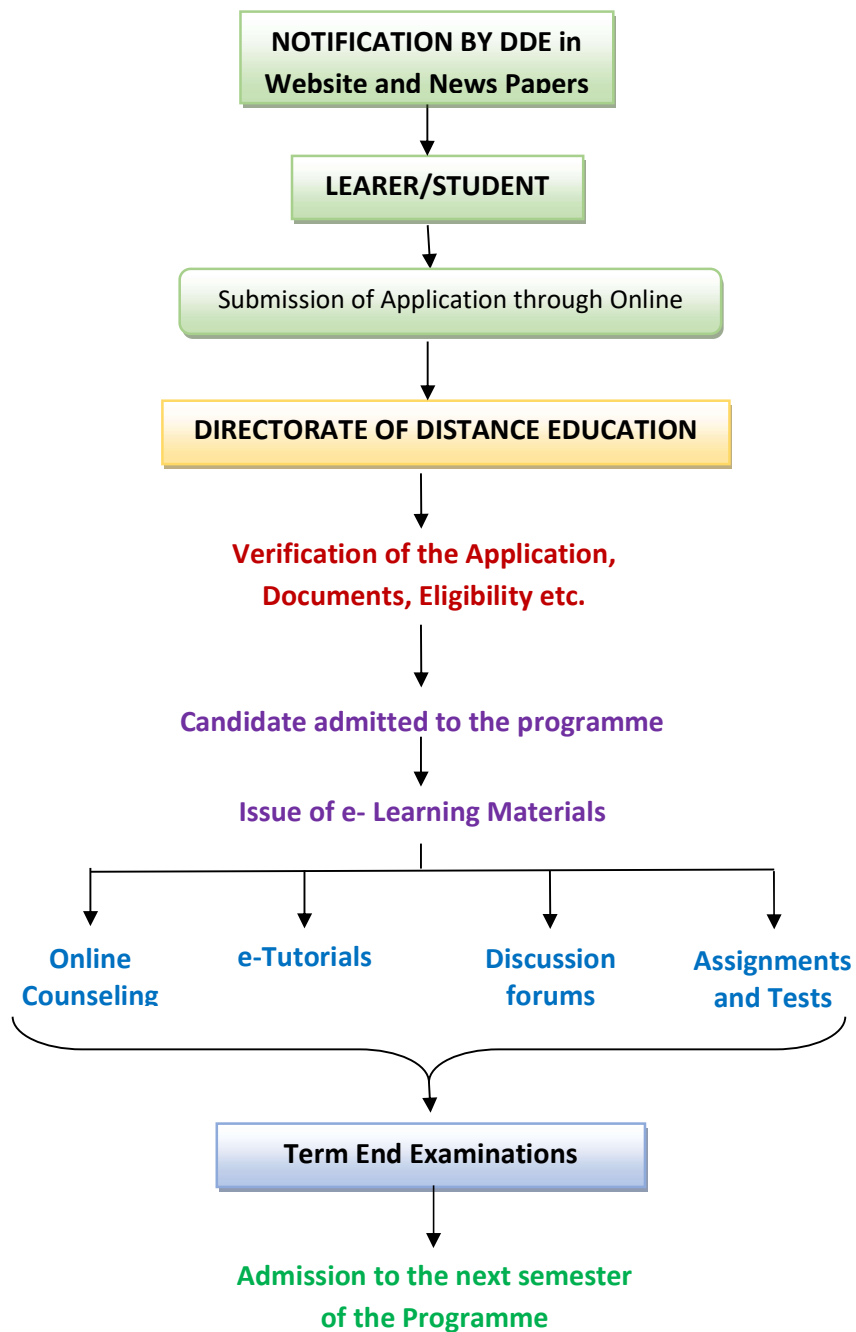 NOTIFICATION BY DDE in
Website and News Papers
LEARER/STUDENT
Submission of Application through Online
DIRECTORATE OF DISTANCE EDUCATION
Verification of the Application,
Documents, Eligibility etc.
Candidate admitted to the programme
Issue of e- Learning Materials
Online
Counseling
e-Tutorials
Discussion
forums
Assignments
and Tests
Term End Examinations
Admission to the next semester
of the Programme